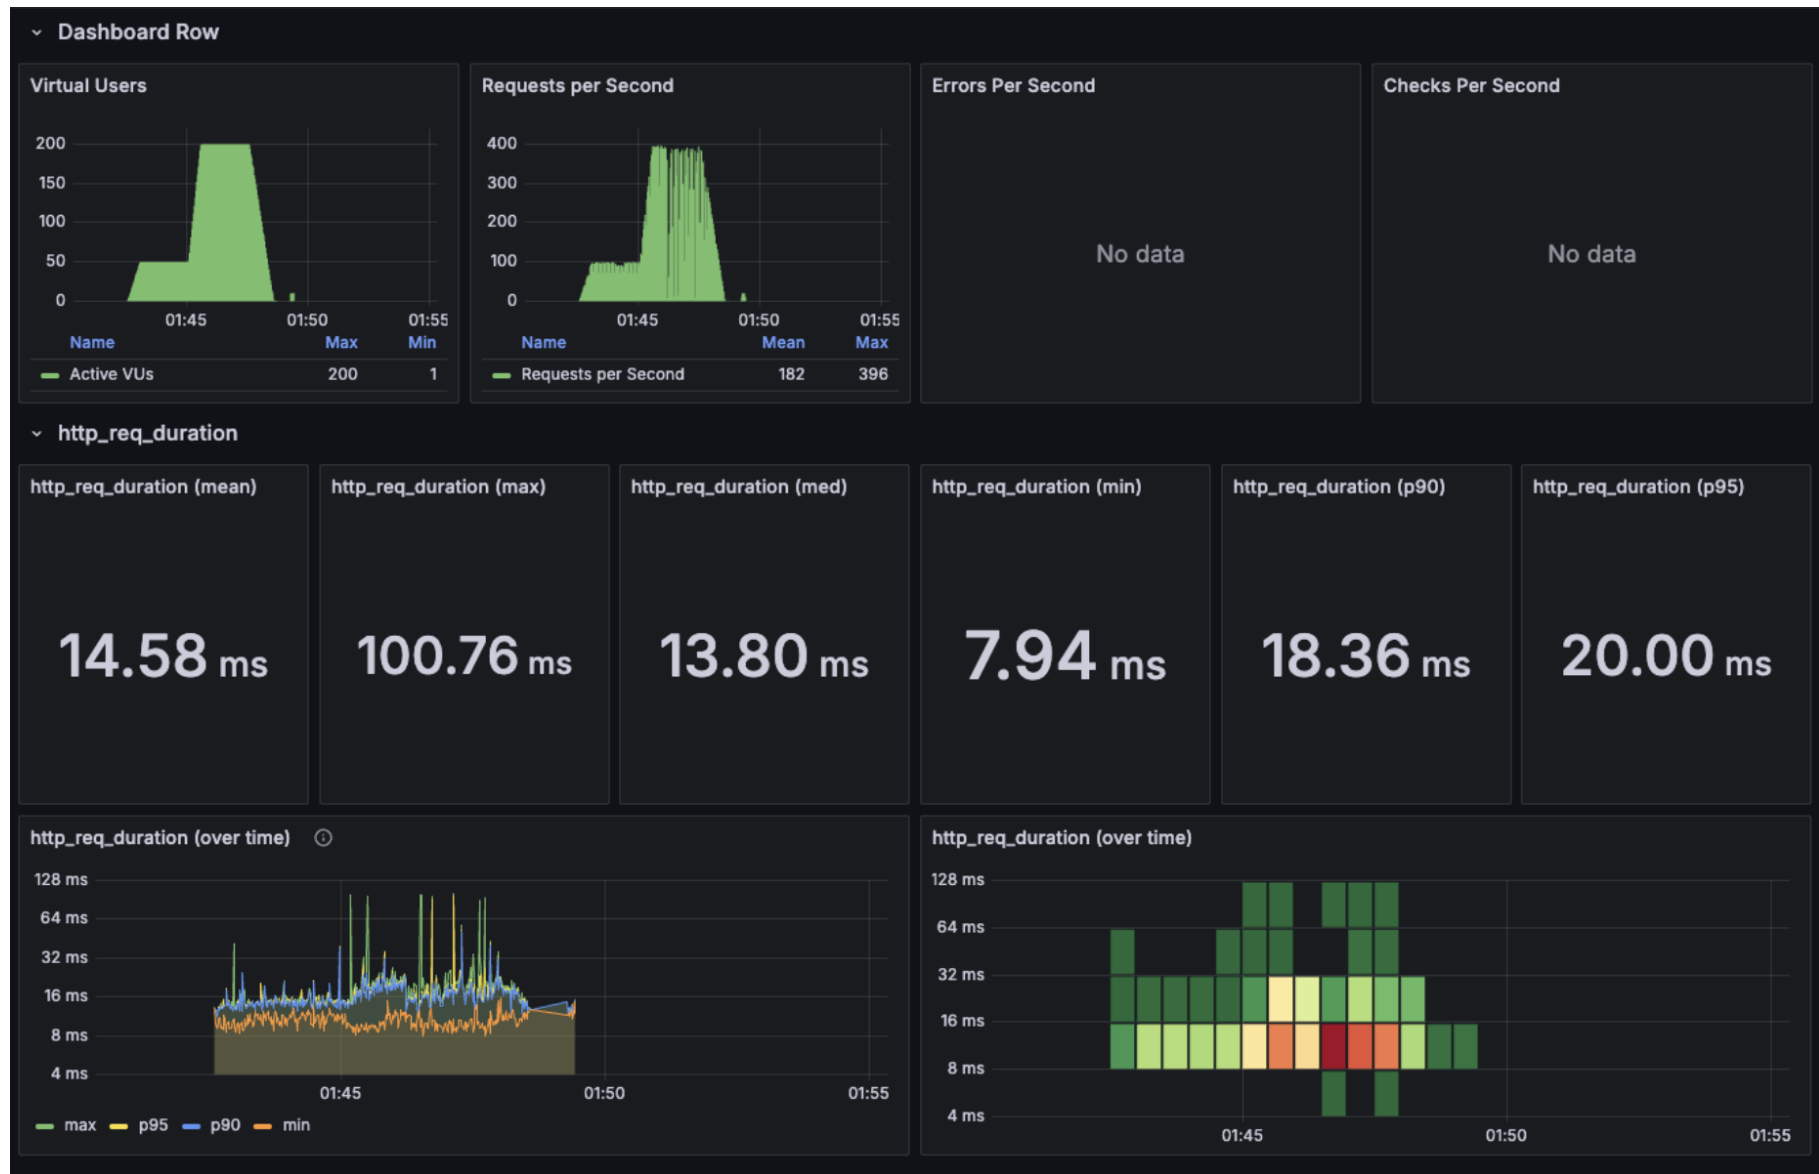 Dashboard Row
Virtual Users
200
150
100
50
0
01:45 01:50 01:55
Name Max Min
Active VUs 200 1
Requests per Second
400
300
200
100
0
01:45 01:50 01:55
Name Mean Max
Requests per Second 182 396
Errors Per Second
No data
Checks Per Second
No data
http_req_duration
http_req_duration (mean)
14.58 ms
http_req_duration (max)
100.76 ms
http_req_duration (med)
13.80 ms
http_req_duration (min)
7.94 ms
http_req_duration (p90)
18.36 ms
http_req_duration (p95)
20.00 ms
http_req_duration (over time)
128 ms
64 ms
32 ms
16 ms
8 ms
4 ms
01:45 01:50 01:55
max p95 p90 min
http_req_duration (over time)
128 ms
64 ms
32 ms
16 ms
8 ms
4 ms
01:45 01:50 01:55